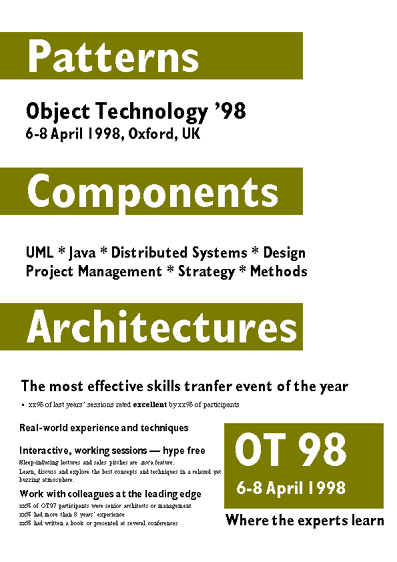 Patterns
Object Technology '98
6-8 April 1998, Oxford, UK
Components
UML * Java * Distributed Systems * Design
Project Management * Strategy * Methods
Architectures
The most effective skills tranfer event of the year
• xx% of last years' sessions rated excellent by xx% of participants
Real-world experience and techniques
Interactive, working sessions — hype free
Sleep-inducing lectures and sales pitches are not a feature.
Learn, discuss and explore the best concepts and techniques in a relaxed yet
buzzing atmosphere.
Work with colleagues at the leading edge
xx% of OT97 participants were senior architects or management
xx% had more than 8 years' experience
xx% had written a book or presented at several conferences
OT 98
6-8 April 1998
Where the experts learn